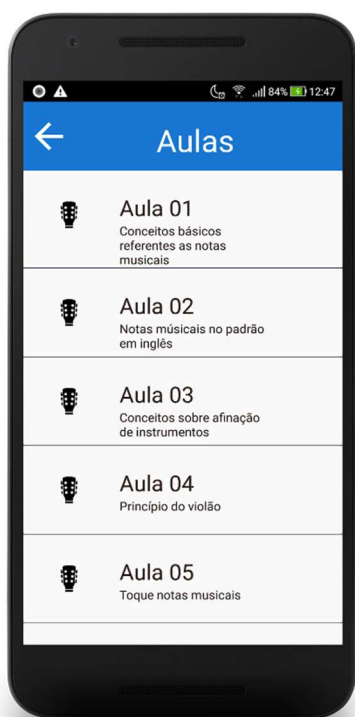 84% 12:47
Aulas
Aula 01
Conceitos básicos
referentes as notas
musicais
Aula 02
Notas músicais no padrão
em inglês
Aula 03
Conceitos sobre afinação
de instrumentos
Aula 04
Princípio do violão
Aula 05
Toque notas musicais